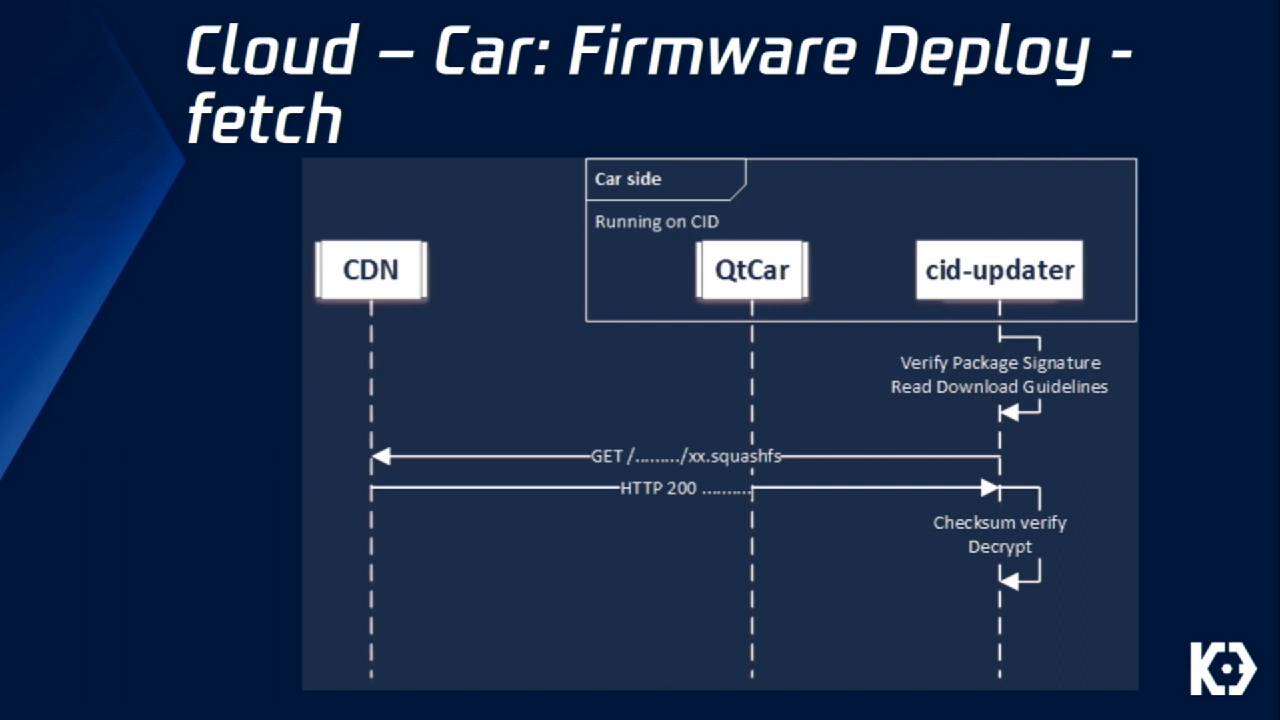 Cloud – Car: Firmware Deploy -
fetch
Car side
Running on CID
CDN
QtCar
cid-updater
Verify Package Signature
Read Download Guidelines
GET /........./xx.squashfs
HTTP 200 ..........
Checksum verify
Decrypt